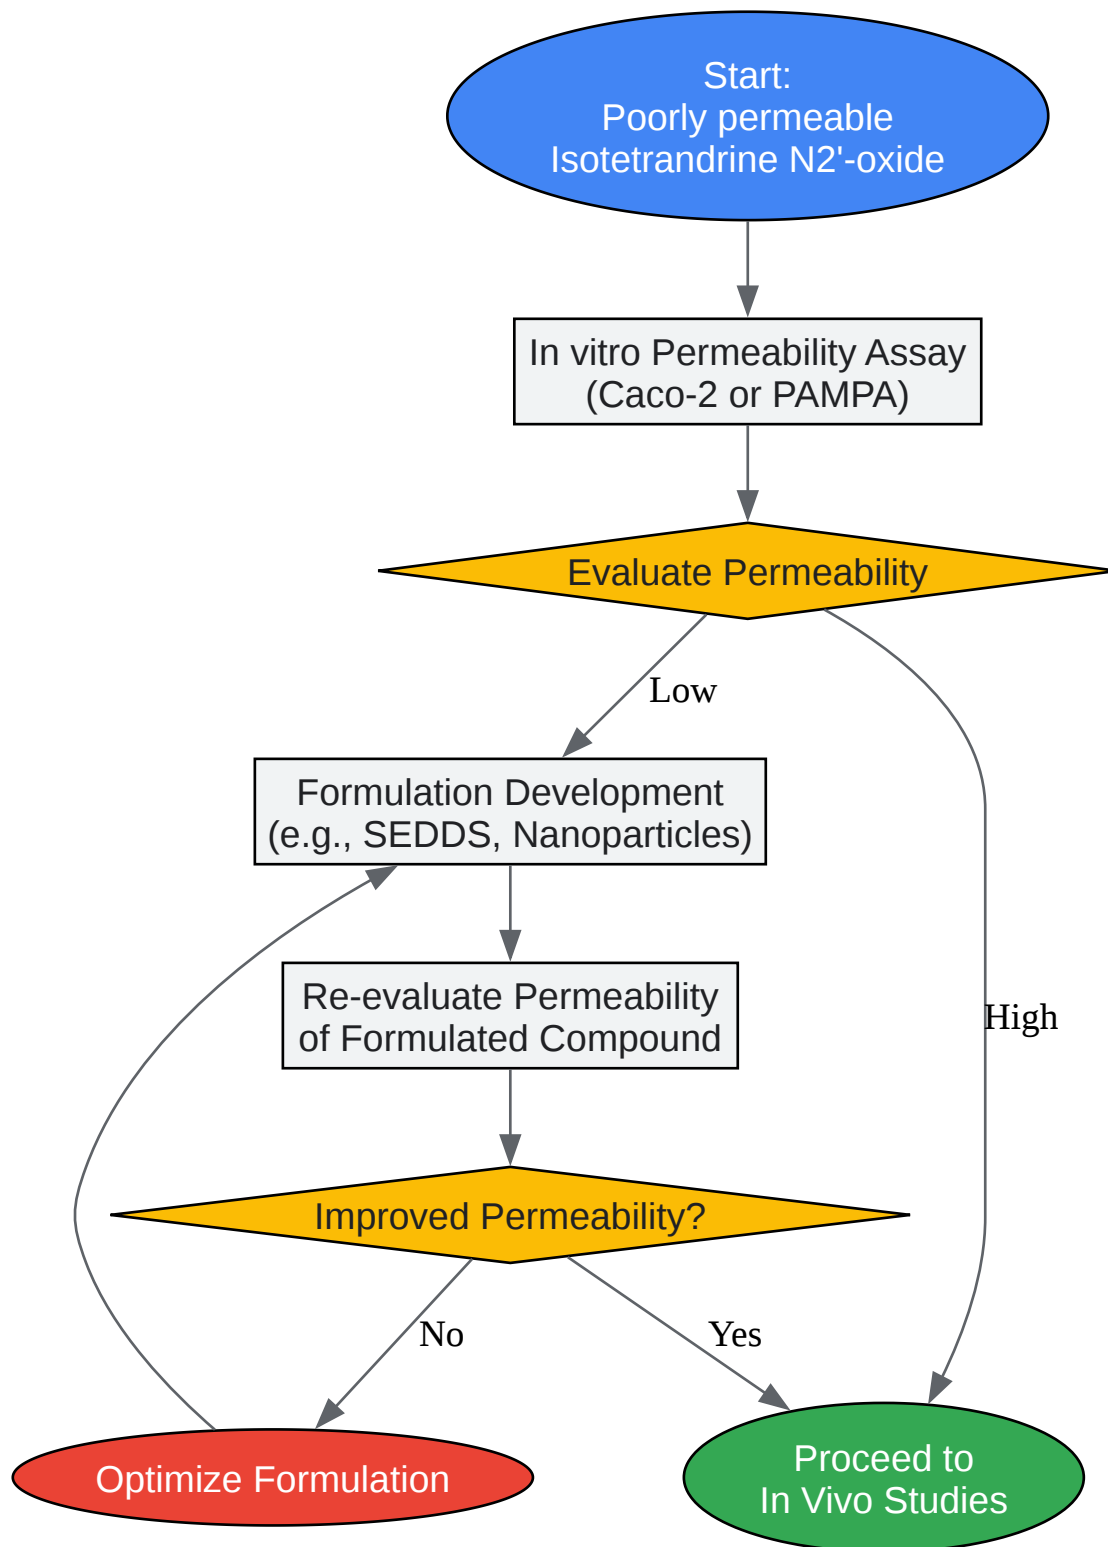 Start:
Poorly permeable
Isotetrandrine N2'-oxide
In vitro Permeability Assay
(Caco-2 or PAMPA)
Evaluate Permeability
Low
Formulation Development
(e.g., SEDDS, Nanoparticles)
Re-evaluate Permeability
of Formulated Compound
High
Improved Permeability?
No
Yes
Optimize Formulation
Proceed to
In Vivo Studies